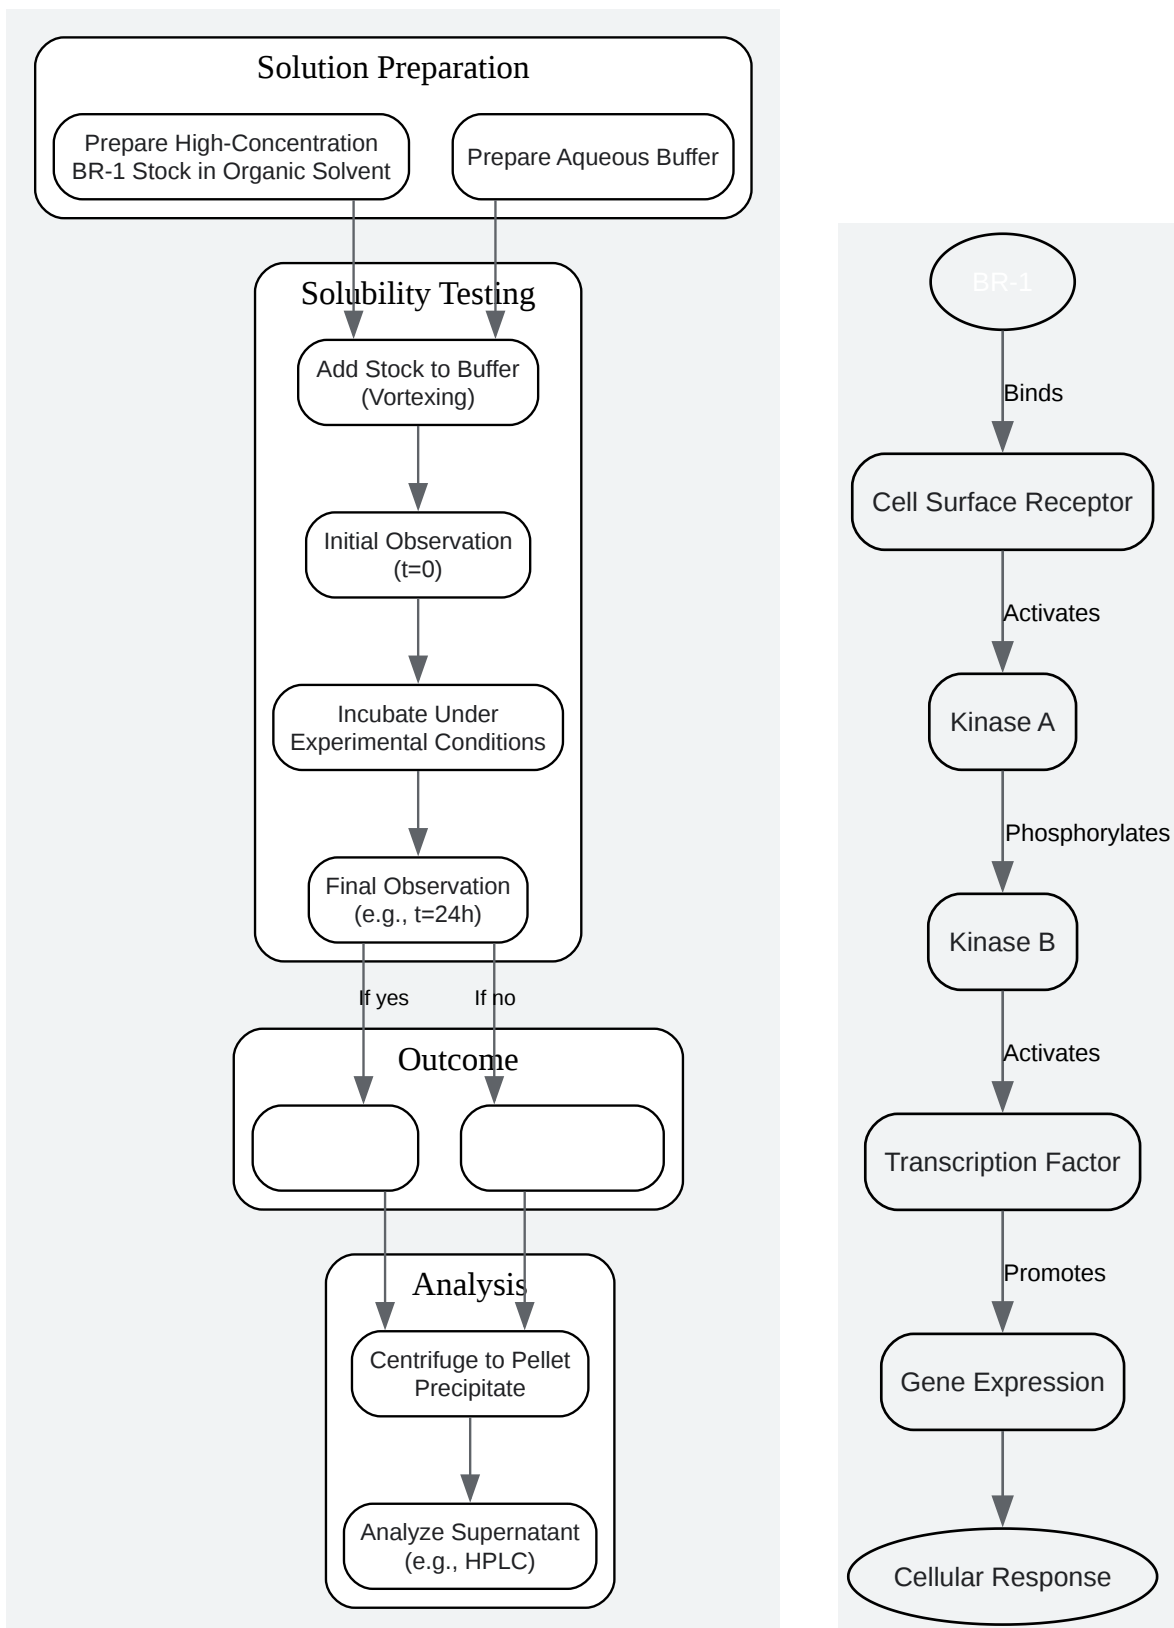 Solution Preparation
Prepare High-Concentration
BR-1 Stock in Organic Solvent
Prepare Aqueous Buffer
Solubility Testing
Add Stock to Buffer
(Vortexing)
Initial Observation
(t=0)
Incubate Under
Experimental Conditions
Final Observation
(e.g., t=24h)
If yes
If no
Outcome
Analysis
Centrifuge to Pellet
Precipitate
Analyze Supernatant
(e.g., HPLC)
BR-1
Binds
Cell Surface Receptor
Activates
Kinase A
Phosphorylates
Kinase B
Activates
Transcription Factor
Promotes
Gene Expression
Cellular Response